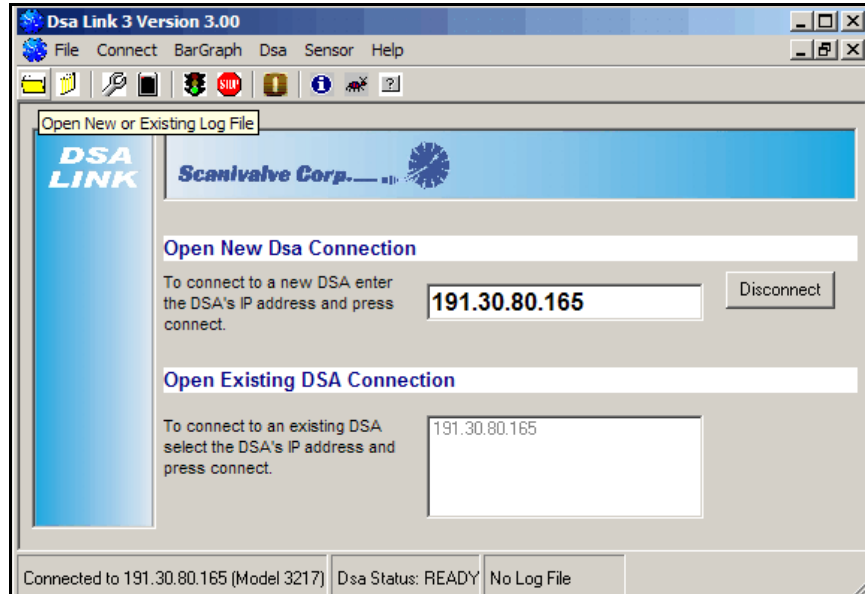 Dsa Link 3 Version 3.00
File Connect BarGraph Dsa Sensor Help
STOP
Open New or Existing Log File
DSA
LINK
Scanivalve Corp.
Open New Dsa Connection
To connect to a new DSA enter
the DSA's IP address and press
connect.
191.30.80.165
Disconnect
Open Existing DSA Connection
To connect to an existing DSA
select the DSA's IP address and
press connect.
191.30.80.165
Connected to 191.30.80.165 (Model 3217) Dsa Status: READY No Log File